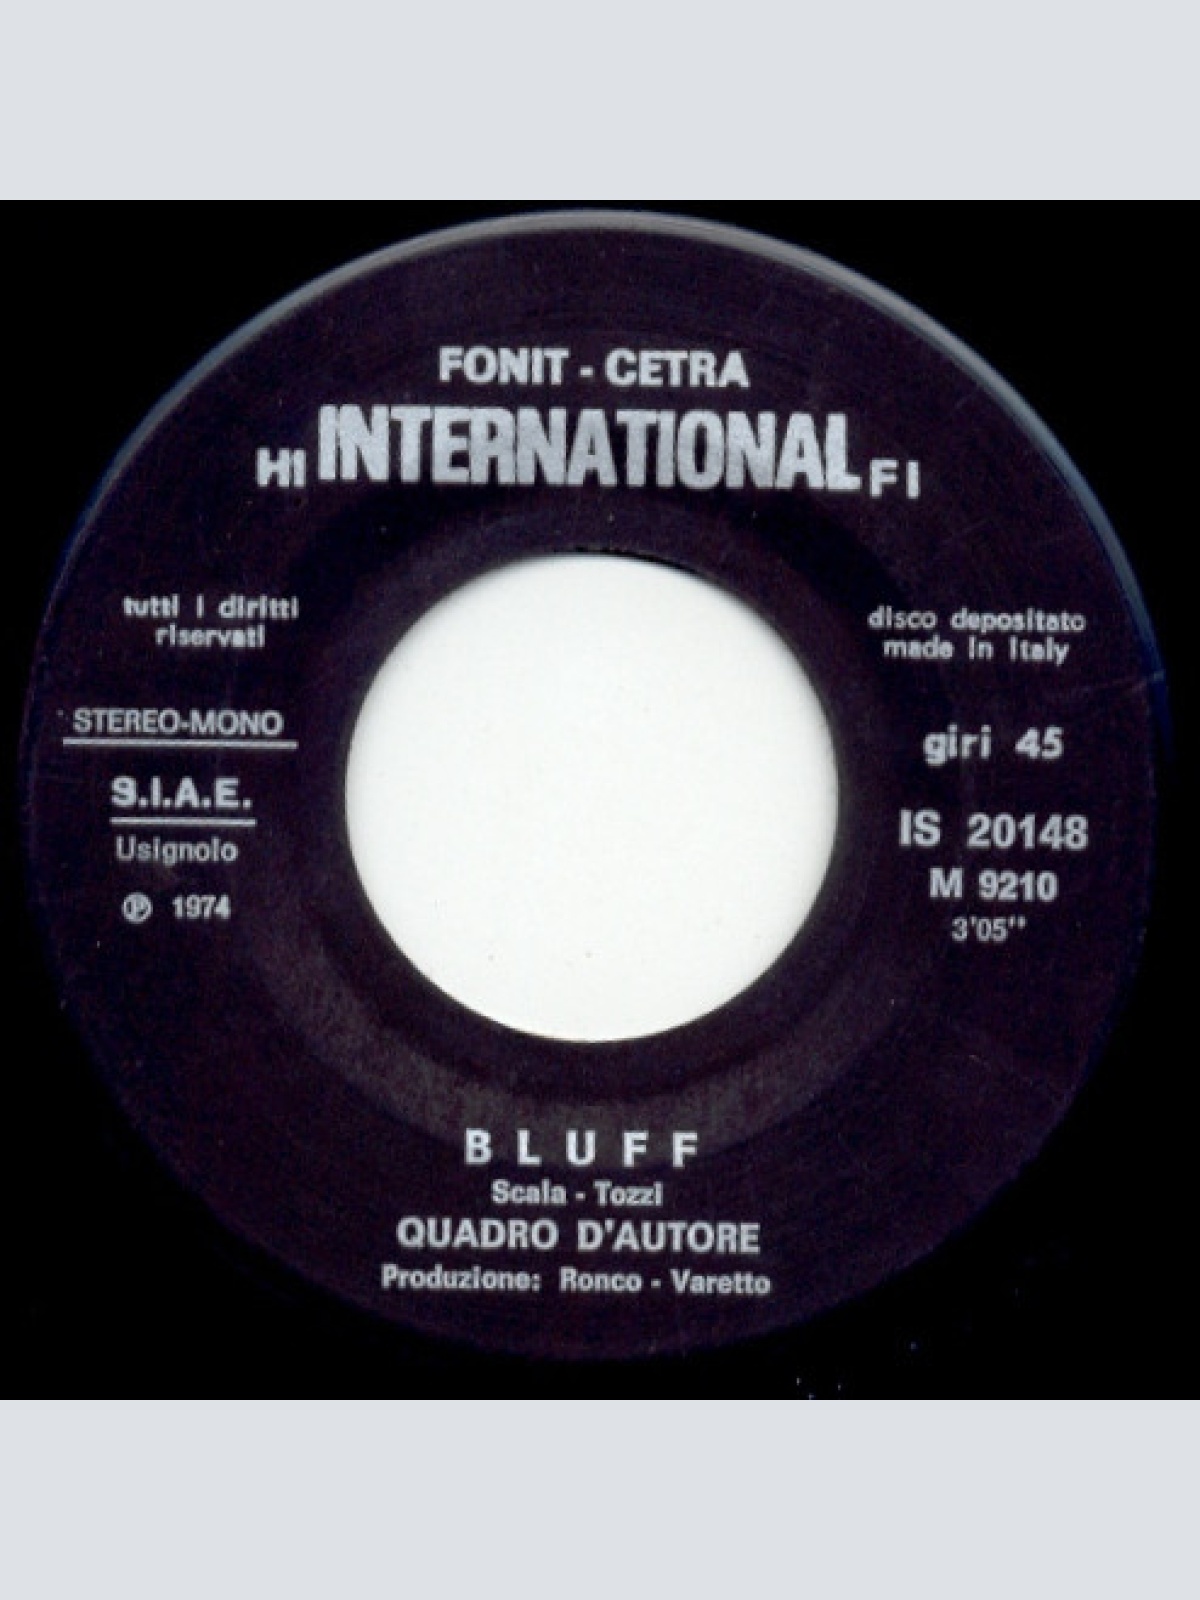 FONIT - CETRA
HI INTERNATIONAL FI
tutti i diritti
riservati
disco depositato
made in Italy
STEREO-MONO
S.I.A.E.
Usignolo
℗ 1974
giri 45
IS 20148
M 9210
3'05''
BLUFF
Scala - Tozzi
QUADRO D'AUTORE
Produzione: Ronco - Varetto